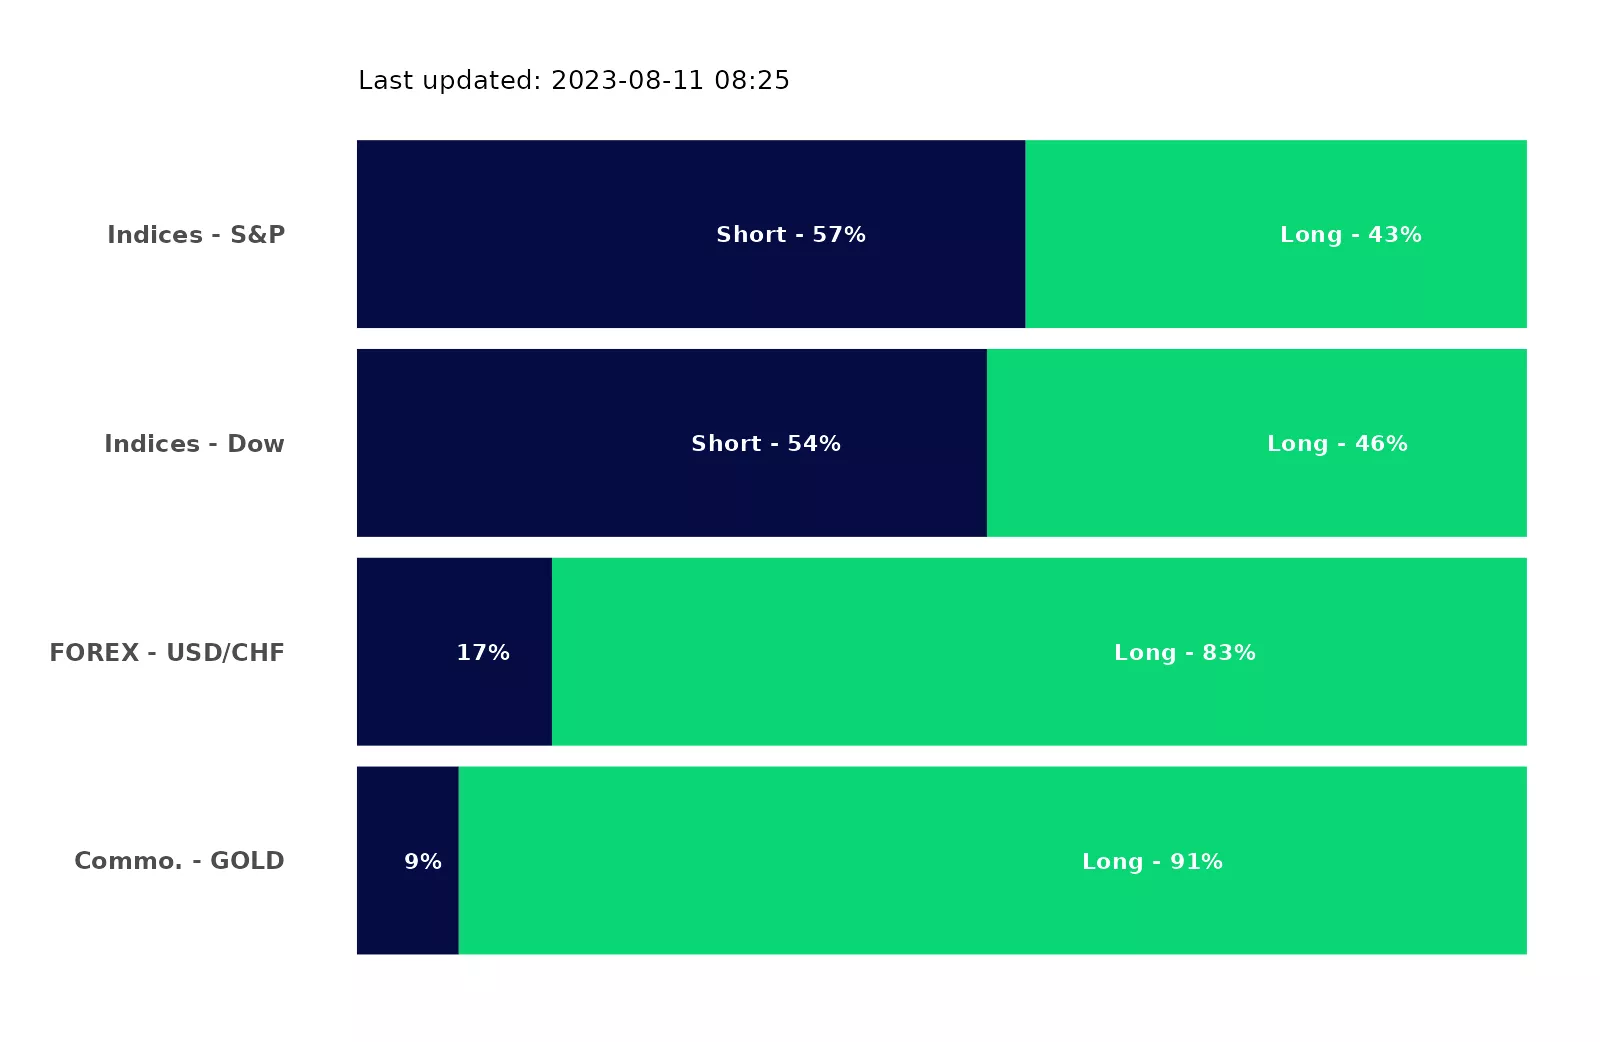 Last updated: 2023-08-11 08:25
Indices - S&P
Short - 57%
Long - 43%
Indices - Dow
Short - 54%
Long - 46%
FOREX - USD/CHF
17%
Long - 83%
Commo. - GOLD
9%
Long - 91%